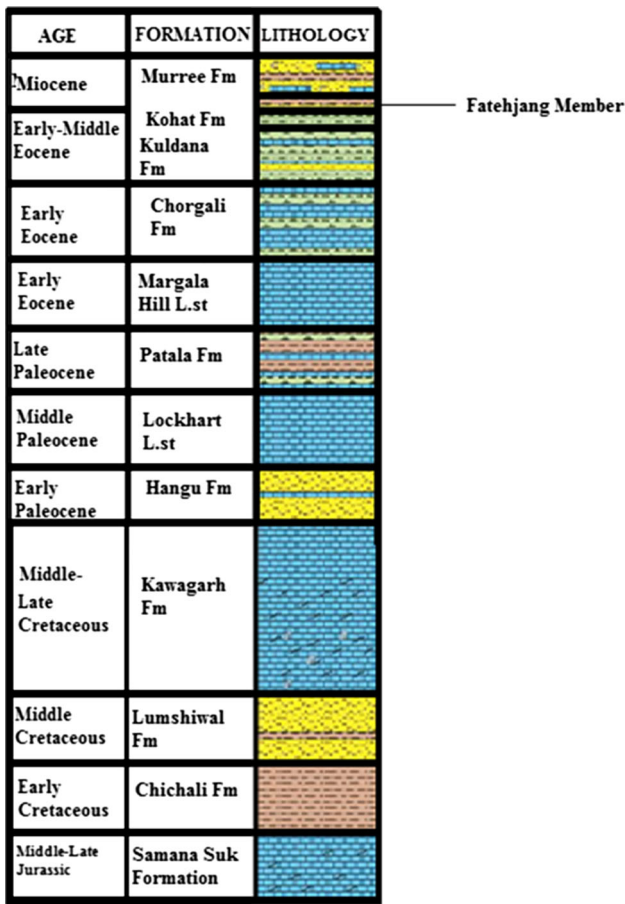 AGE FORMATION LITHOLOGY
Miocene Murree Fm
Fatehjang Member
Early-Middle
Eocene
Kohat Fm
Kuldana
Fm
Early
Eocene
Chorgali
Fm
Early
Eocene
Margala
Hill L.st
Late
Paleocene
Patala Fm
Middle
Paleocene
Lockhart
L.st
Early
Paleocene
Hangu Fm
Middle-
Late
Cretaceous
Kawagarh
Fm
Middle
Cretaceous
Lumshiwal
Fm
Early
Cretaceous
Chichali Fm
Middle-Late
Jurassic
Samana Suk
Formation